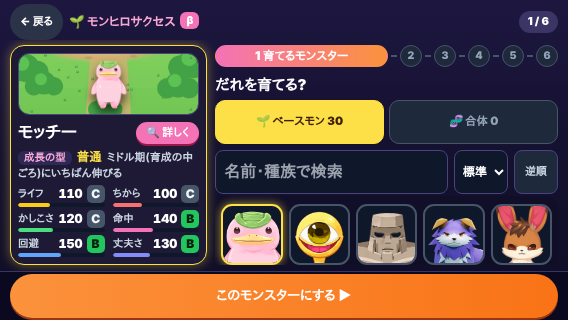 ← 戻る
🌱 モンヒロサクセス β
1 / 6
モッチー
🔍 詳しく
成長の型 普通 ミドル期(育成の中ごろ)にいちばん伸びる
ライフ 110 C
ちから 100 C
かしこさ 120 C
命中 140 B
回避 150 B
丈夫さ 130 B
1 育てるモンスター
2
3
4
5
6
だれを育てる?
🌱 ベースモン 30
🧬 合体 0
名前・種族で検索
標準
逆順
このモンスターにする ▶